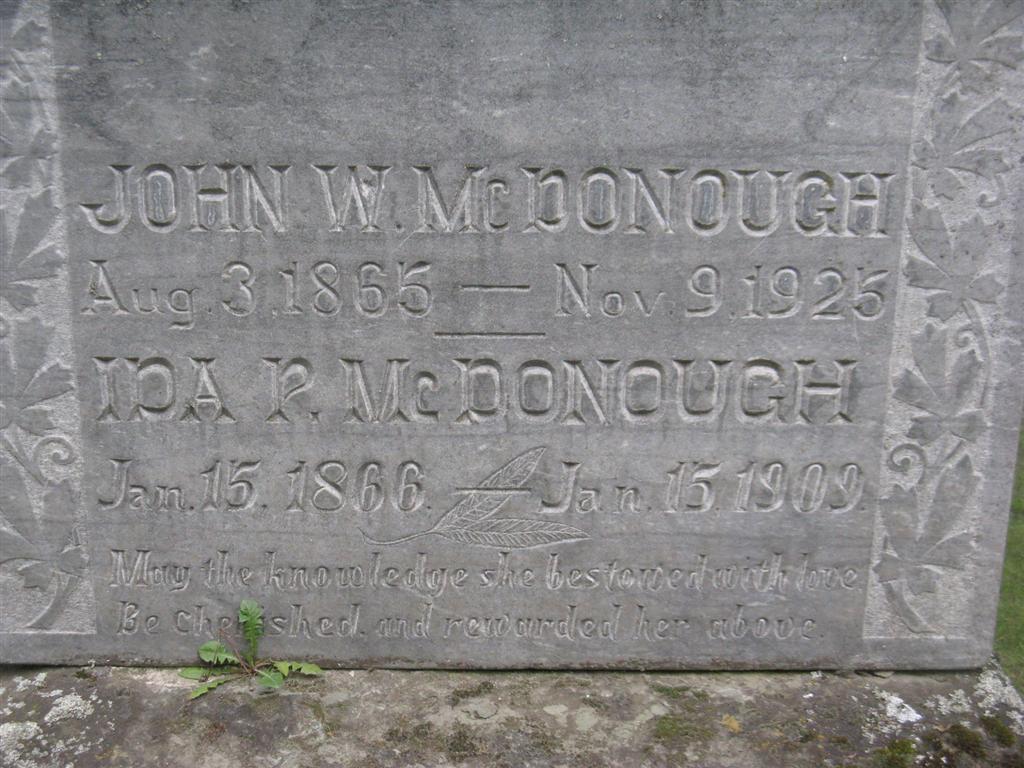 JOHN W. McDONOUGH
Aug. 3, 1865 — Nov. 9, 1925
IDA P. McDONOUGH
Jan. 15. 1866. — Jan. 15. 1909.
May the knowledge she bestowed with love
Be cherished, and rewarded her above.